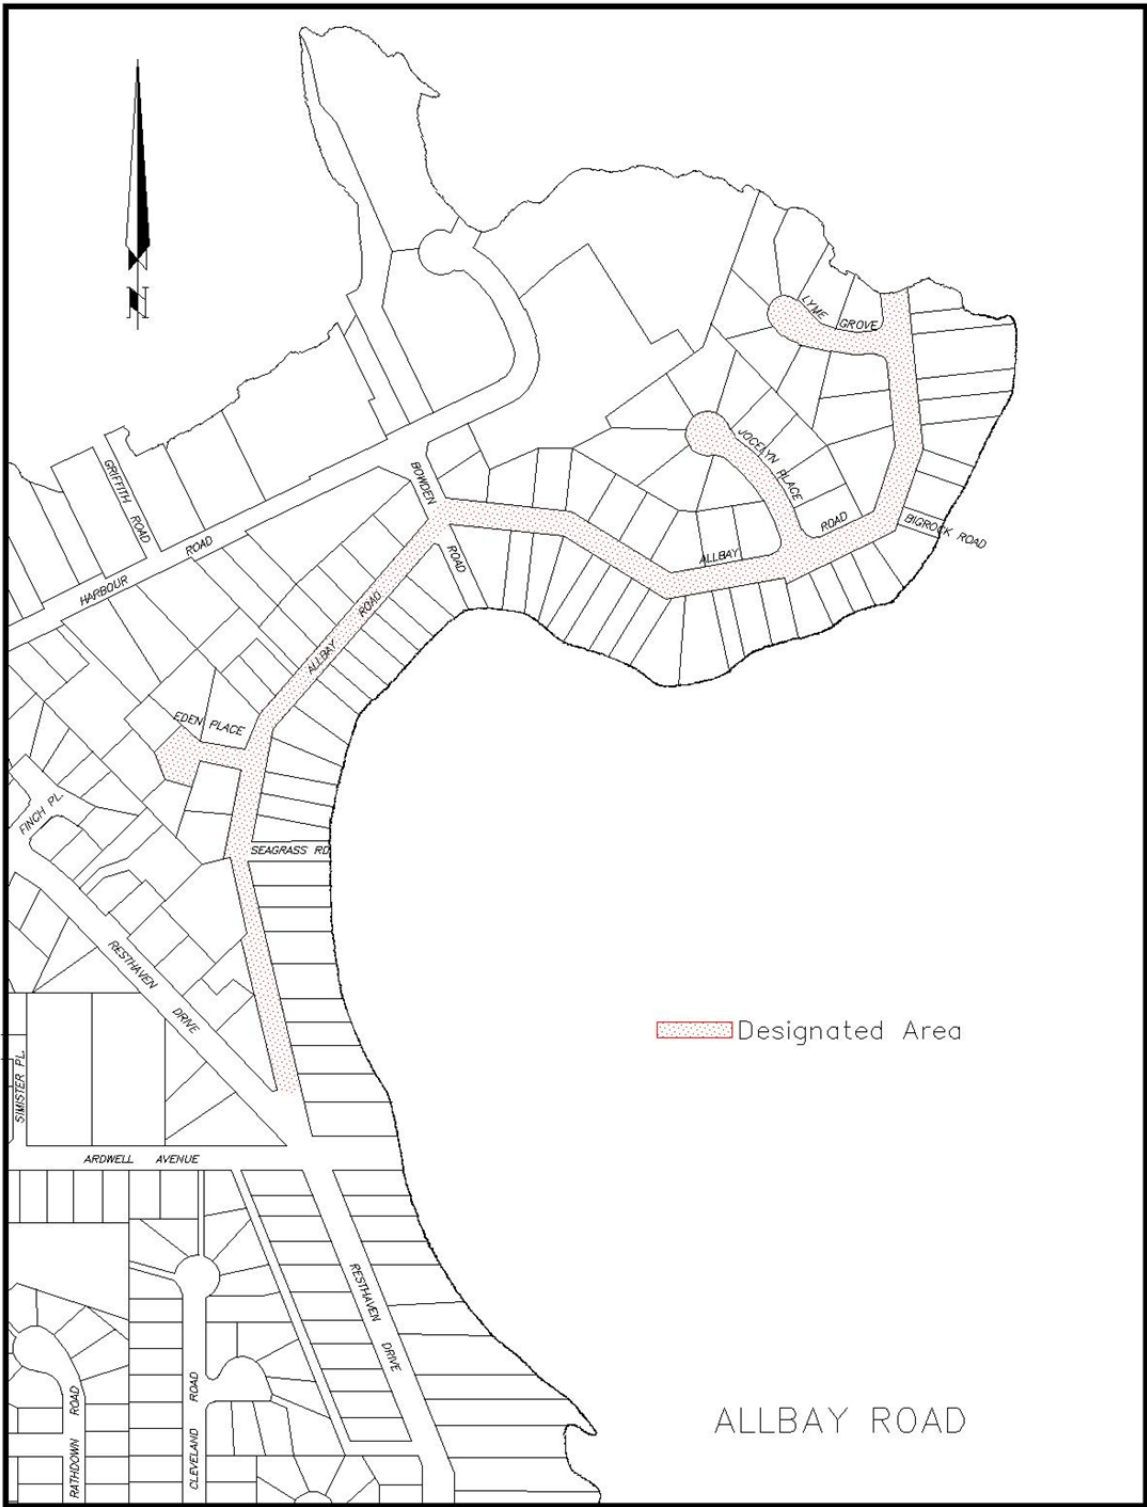 N
LYME GROVE
JOCELYN PLACE
BOWDEN ROAD
GRIFFITH ROAD
HARBOUR ROAD
ALLBAY ROAD
BIGROCK ROAD
ALLBAY ROAD
EDEN PLACE
FINCH PL.
SEAGRASS RD
RESTHAVEN DRIVE
Designated Area
SIMISTER PL.
ARDWELL AVENUE
RESTHAVEN DRIVE
RATHDOWN ROAD
CLEVELAND ROAD
ALLBAY ROAD